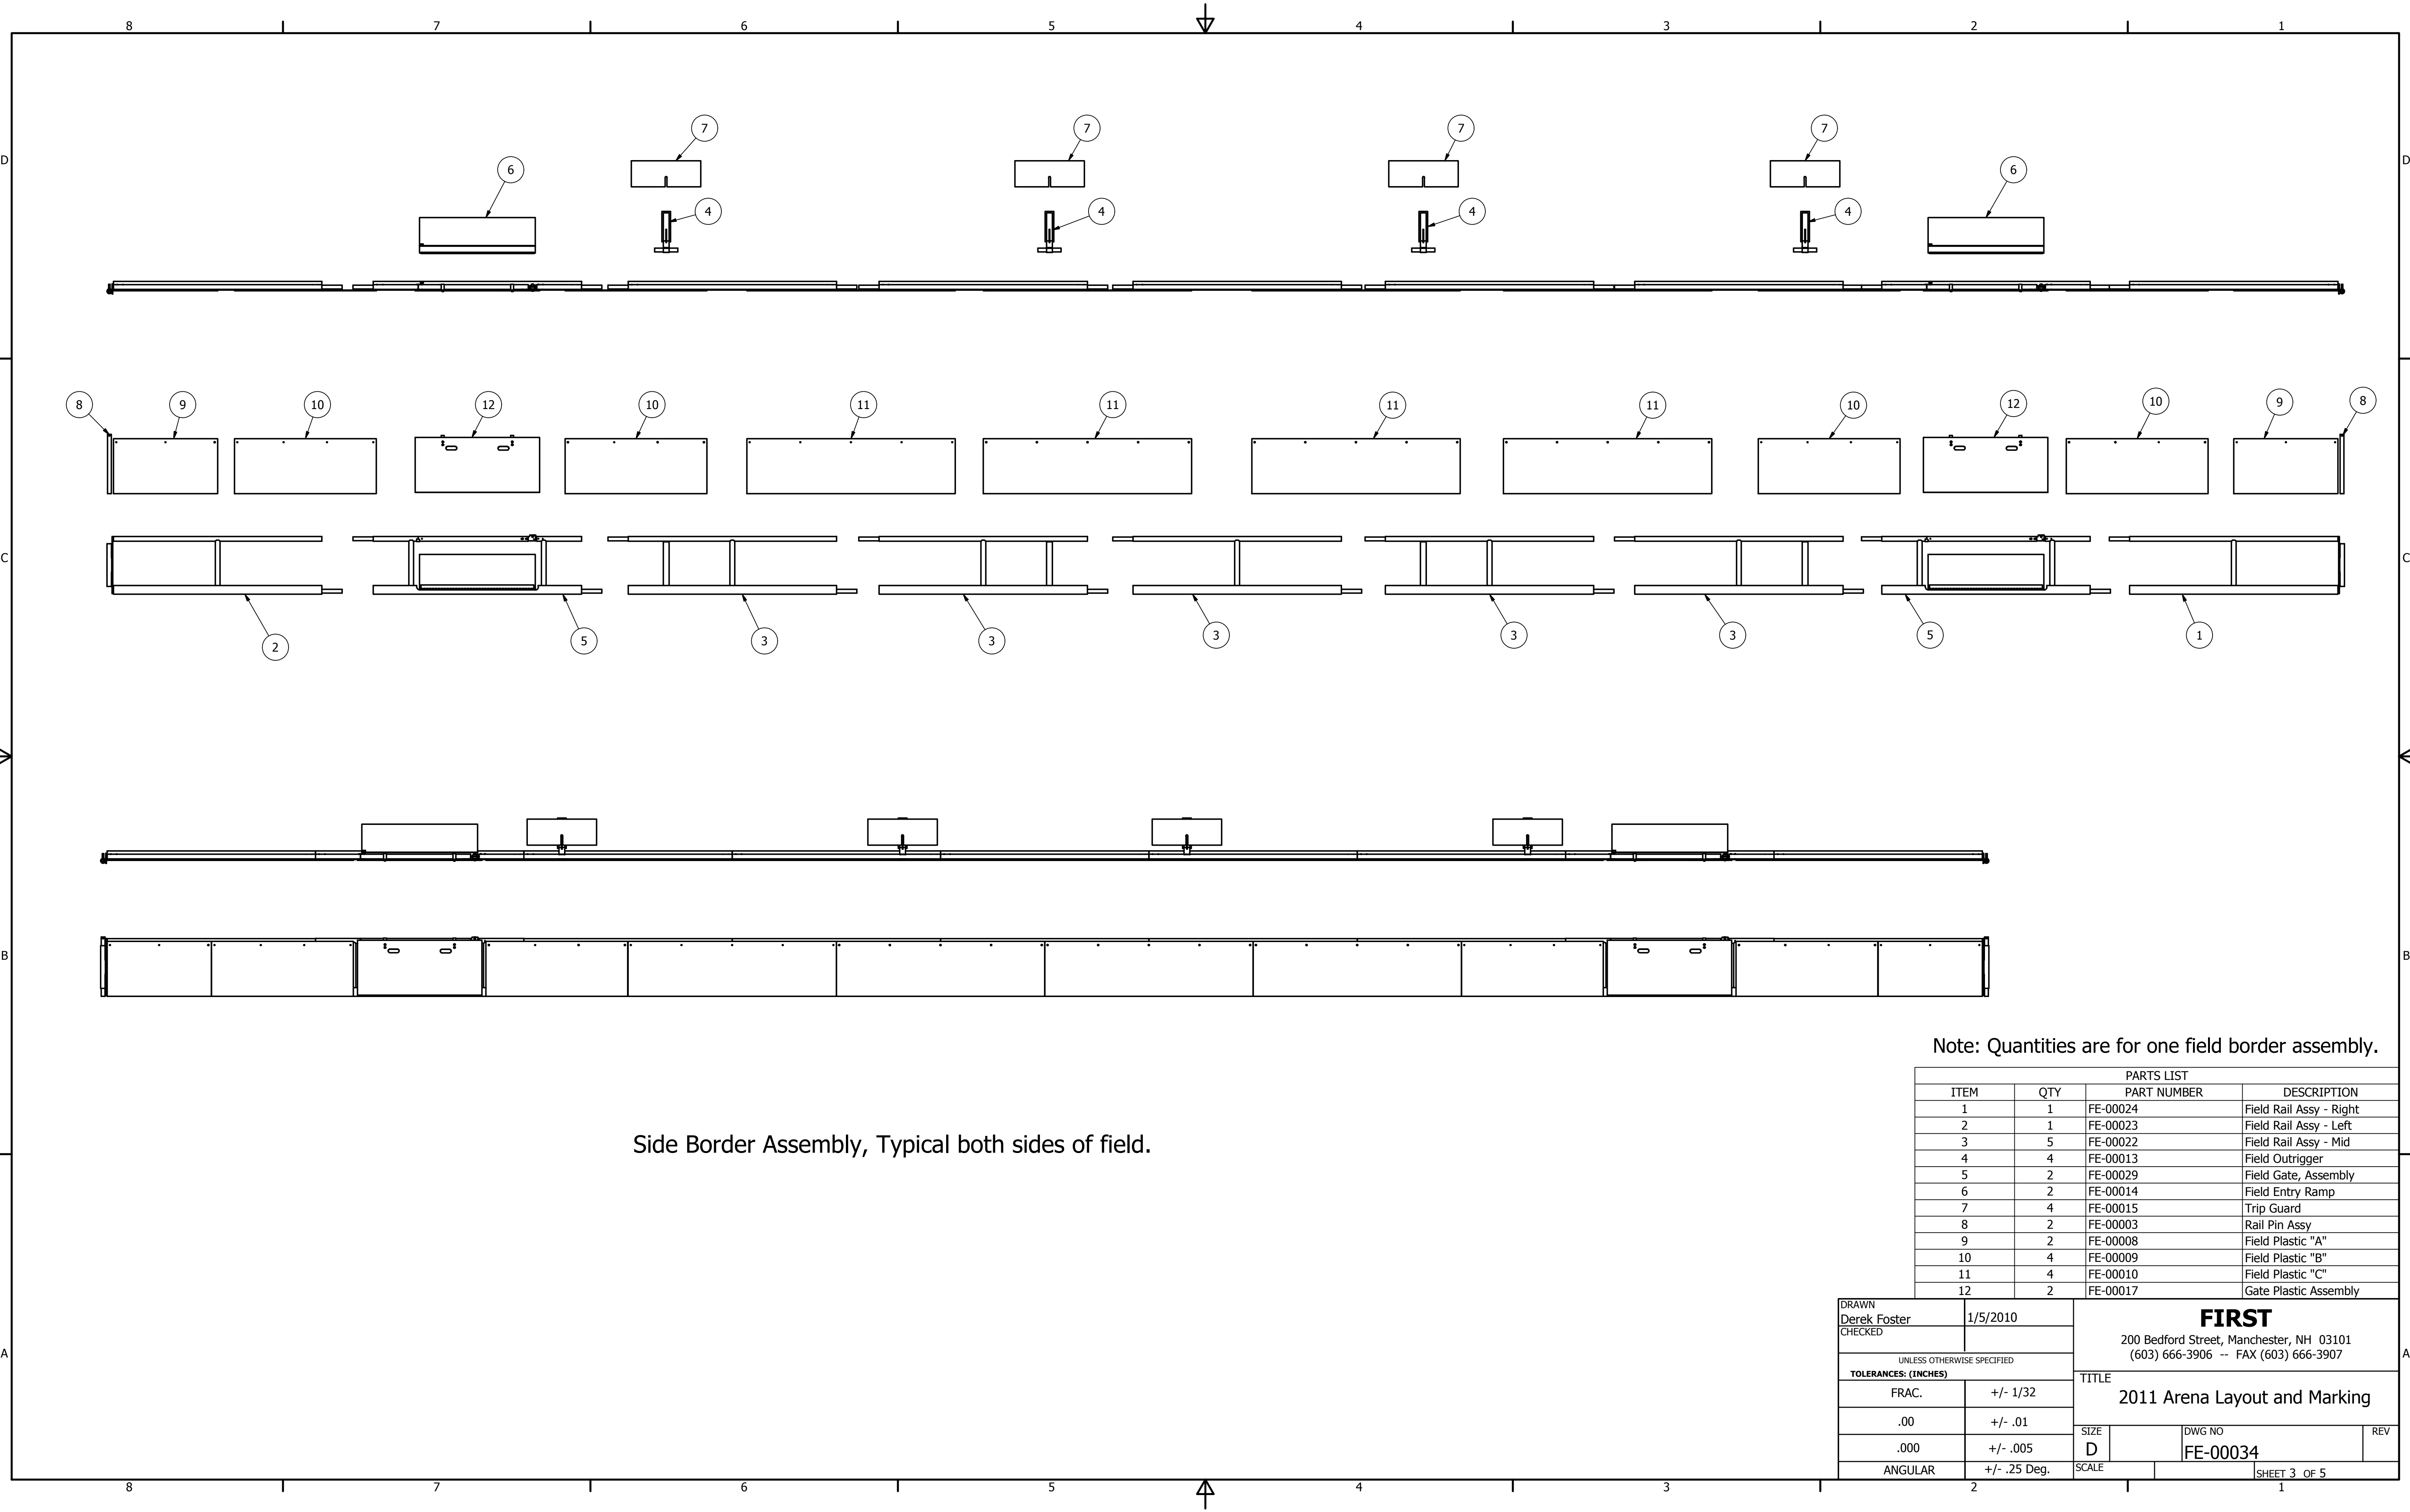 8 7 6 5 4 3 2 1
7 7 7 7
D D
6 6
4 4 4 4
8 9 10 12 10 11 11 11 11 10 12 10 9 8
C C
2 5 3 3 3 3 3 5 1
B B
Note: Quantities are for one field border assembly.
PARTS LIST
ITEM QTY PART NUMBER DESCRIPTION
1 1 FE-00024 Field Rail Assy - Right
2 1 FE-00023 Field Rail Assy - Left
3 5 FE-00022 Field Rail Assy - Mid
4 4 FE-00013 Field Outrigger
5 2 FE-00029 Field Gate, Assembly
6 2 FE-00014 Field Entry Ramp
7 4 FE-00015 Trip Guard
8 2 FE-00003 Rail Pin Assy
9 2 FE-00008 Field Plastic "A"
10 4 FE-00009 Field Plastic "B"
11 4 FE-00010 Field Plastic "C"
12 2 FE-00017 Gate Plastic Assembly
Side Border Assembly, Typical both sides of field.
DRAWN
Derek Foster 1/5/2010
CHECKED
UNLESS OTHERWISE SPECIFIED
TOLERANCES: (INCHES)
FRAC. +/- 1/32
.00 +/- .01
.000 +/- .005
ANGULAR +/- .25 Deg.
FIRST
200 Bedford Street, Manchester, NH 03101
(603) 666-3906 -- FAX (603) 666-3907
A A
TITLE
2011 Arena Layout and Marking
SIZE DWG NO REV
D FE-00034
SCALE SHEET 3 OF 5
8 7 6 5 4 3 2 1